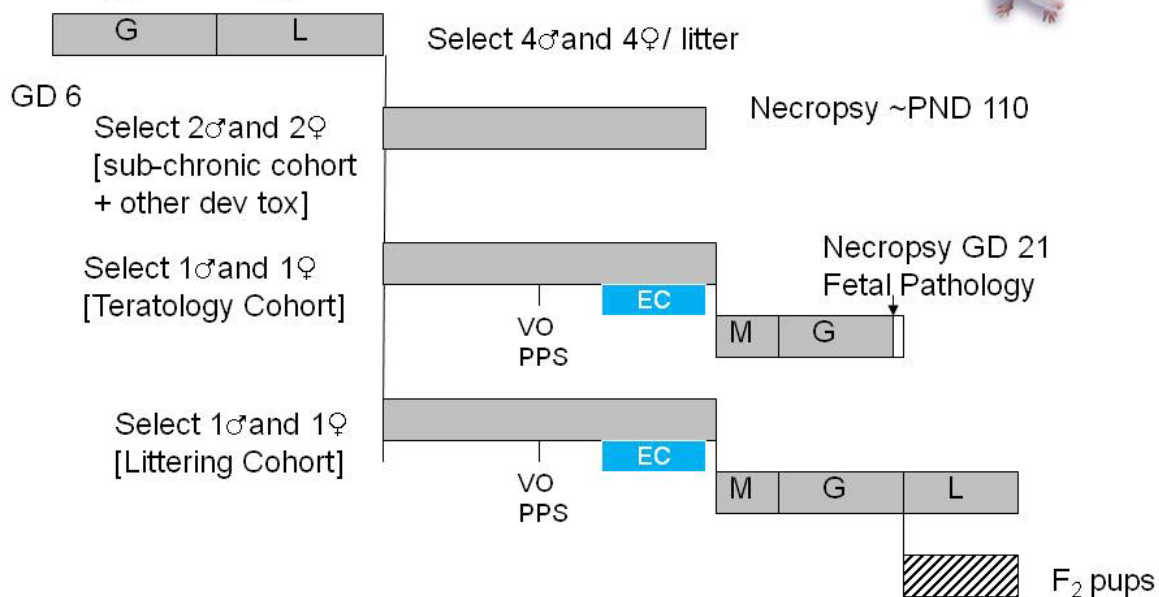 G L
Select 4♂and 4♀/ litter
GD 6
Select 2♂and 2♀
[sub-chronic cohort
+ other dev tox]
Necropsy ~PND 110
Select 1♂and 1♀
[Teratology Cohort]
EC
VO
PPS
Necropsy GD 21
Fetal Pathology
M G
Select 1♂and 1♀
[Littering Cohort]
EC
VO
PPS
M G L
F₂ pups